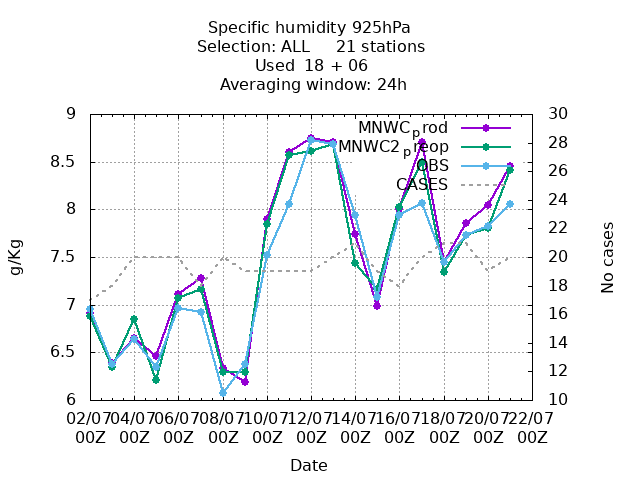 Specific humidity 925hPa
Selection: ALL 21 stations
Used 18 + 06
Averaging window: 24h
MNWC_prod
MNWC2_preop
OBS
CASES
g/Kg
9
8.5
8
7.5
7
6.5
6
No cases
30
28
26
24
22
20
18
16
14
12
10
02/07 04/07 06/07 08/07 10/07 12/07 14/07 16/07 18/07 20/07 22/07
00Z 00Z 00Z 00Z 00Z 00Z 00Z 00Z 00Z 00Z 00Z
Date